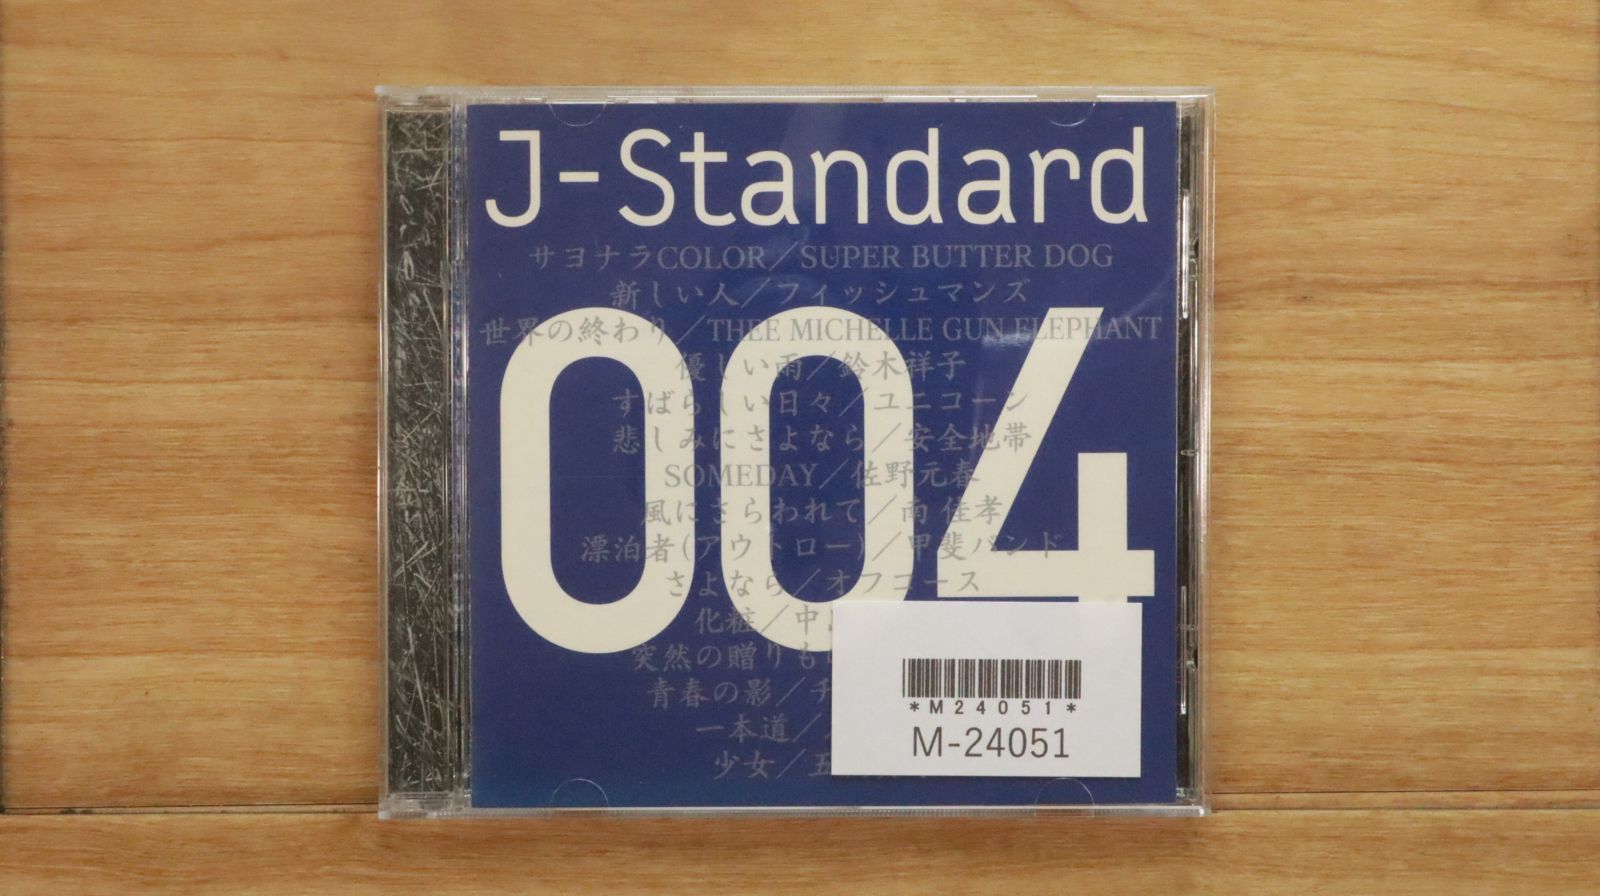 J-Standard
サヨナラCOLOR／SUPER BUTTER DOG
新しい人／フィッシュマンズ
世界の終わり／THEE MICHELLE GUN ELEPHANT
優しい雨／鈴木祥子
すばらしい日々／ユニコーン
悲しみにさよなら／安全地帯
SOMEDAY／佐野元春
風にさらわれて／南 佳孝
漂泊者(アウトロー)／甲斐バンド
さよなら／オフコース
化粧／中
突然の贈りも
青春の影／チ
一本道／
少女／五
004
*M24051*
M-24051